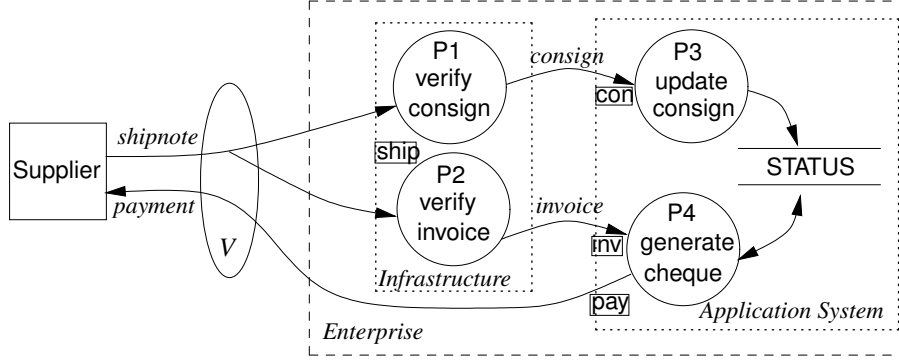 P1
verify
consign
consign
P3
update
consign
con
shipnote
ship
Supplier
STATUS
payment
P2
verify
invoice
invoice
P4
generate
cheque
inv
V
Infrastructure
pay
Application System
Enterprise